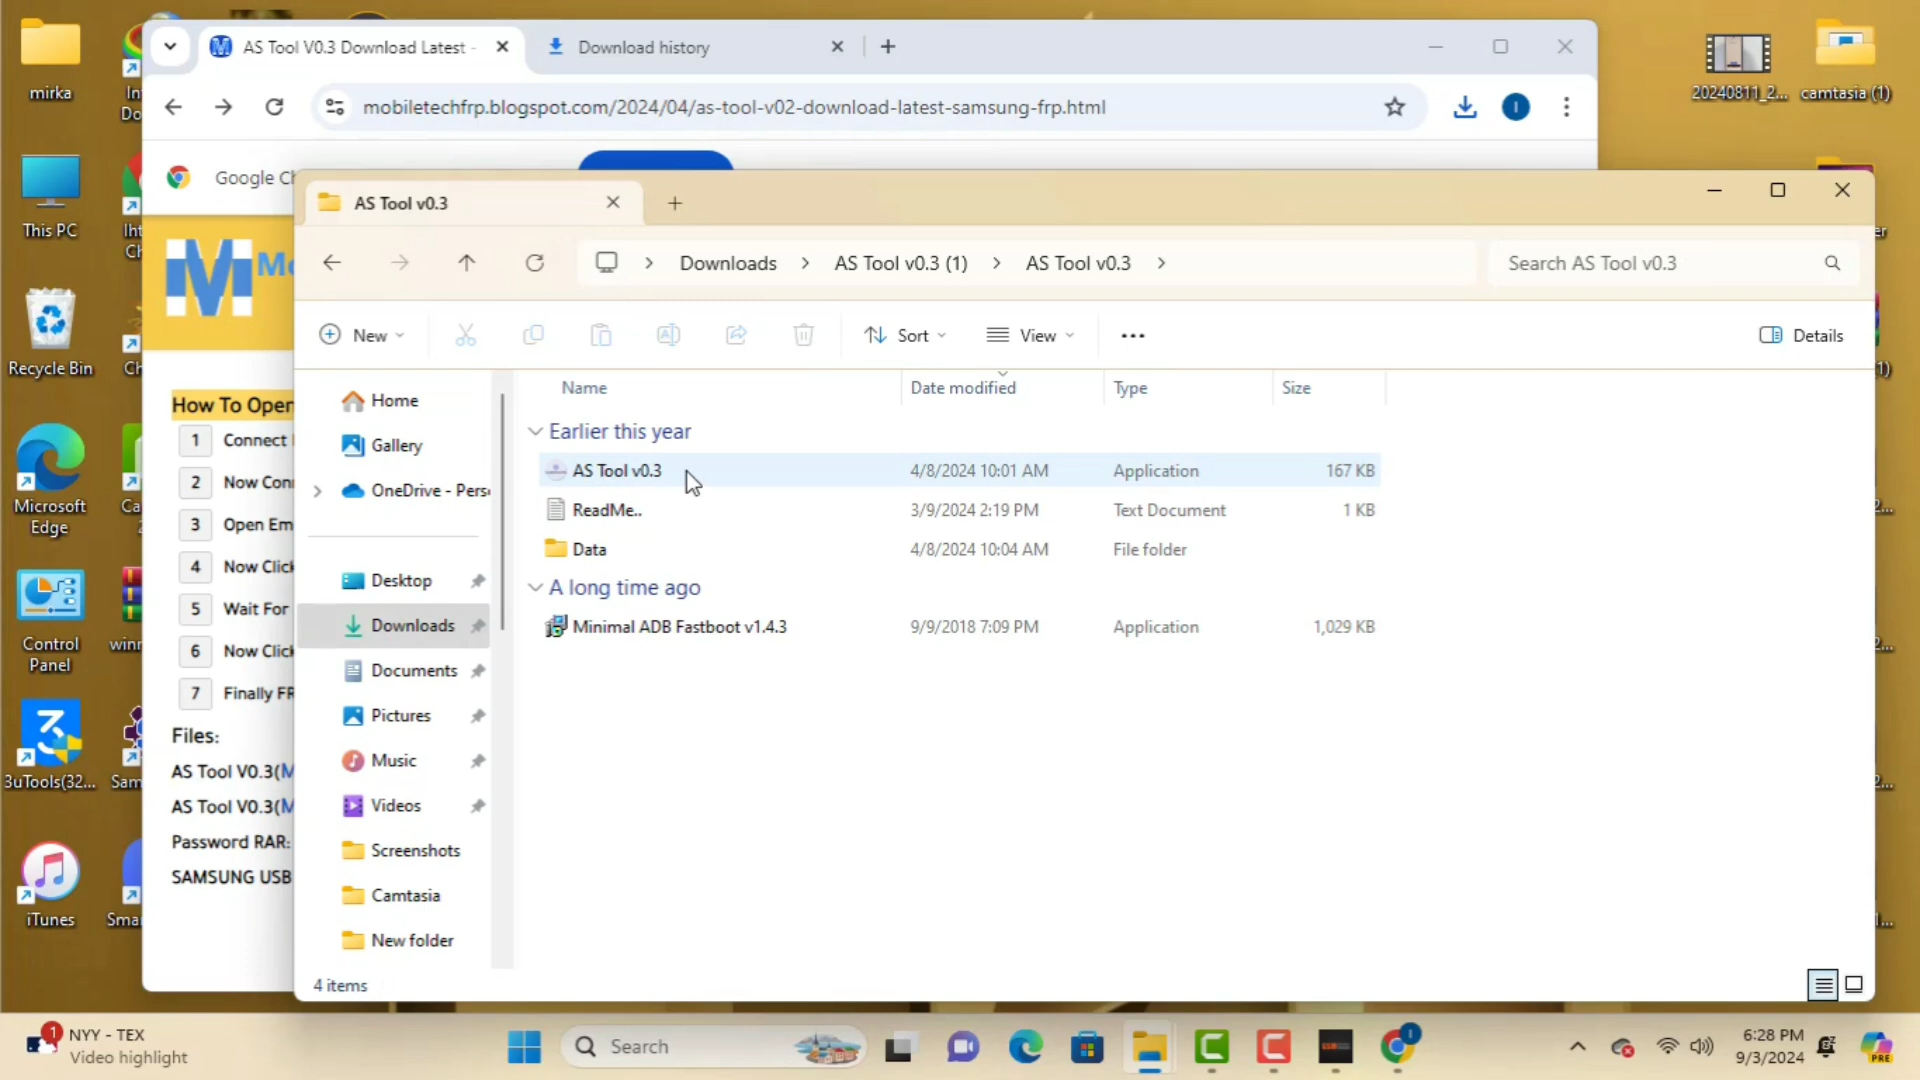 mirka
This PC
Recycle Bin
Microsoft
Edge
Control
Panel
3uTools(32...
iTunes
20240811_2...
camtasia (1)
AS Tool V0.3 Download Latest -
Download history
mobiletechfrp.blogspot.com/2024/04/as-tool-v02-download-latest-samsung-frp.html
Google Ch
AS Tool v0.3
Downloads
AS Tool v0.3 (1)
AS Tool v0.3
Search AS Tool v0.3
New
Sort
View
Details
Name
Date modified
Type
Size
Home
Gallery
OneDrive - Pers
Desktop
Downloads
Documents
Pictures
Music
Videos
Screenshots
Camtasia
New folder
Earlier this year
AS Tool v0.3 4/8/2024 10:01 AM Application 167 KB
ReadMe.. 3/9/2024 2:19 PM Text Document 1 KB
Data 4/8/2024 10:04 AM File folder
A long time ago
Minimal ADB Fastboot v1.4.3 9/9/2018 7:09 PM Application 1,029 KB
4 items
How To Open
1 Connect
2 Now Con
3 Open Em
4 Now Click
5 Wait For
6 Now Click
7 Finally FR
Files:
AS Tool V0.3(M
AS Tool V0.3(M
Password RAR:
SAMSUNG USB
1
NYY - TEX
Video highlight
Search
6:28 PM
9/3/2024
PRE